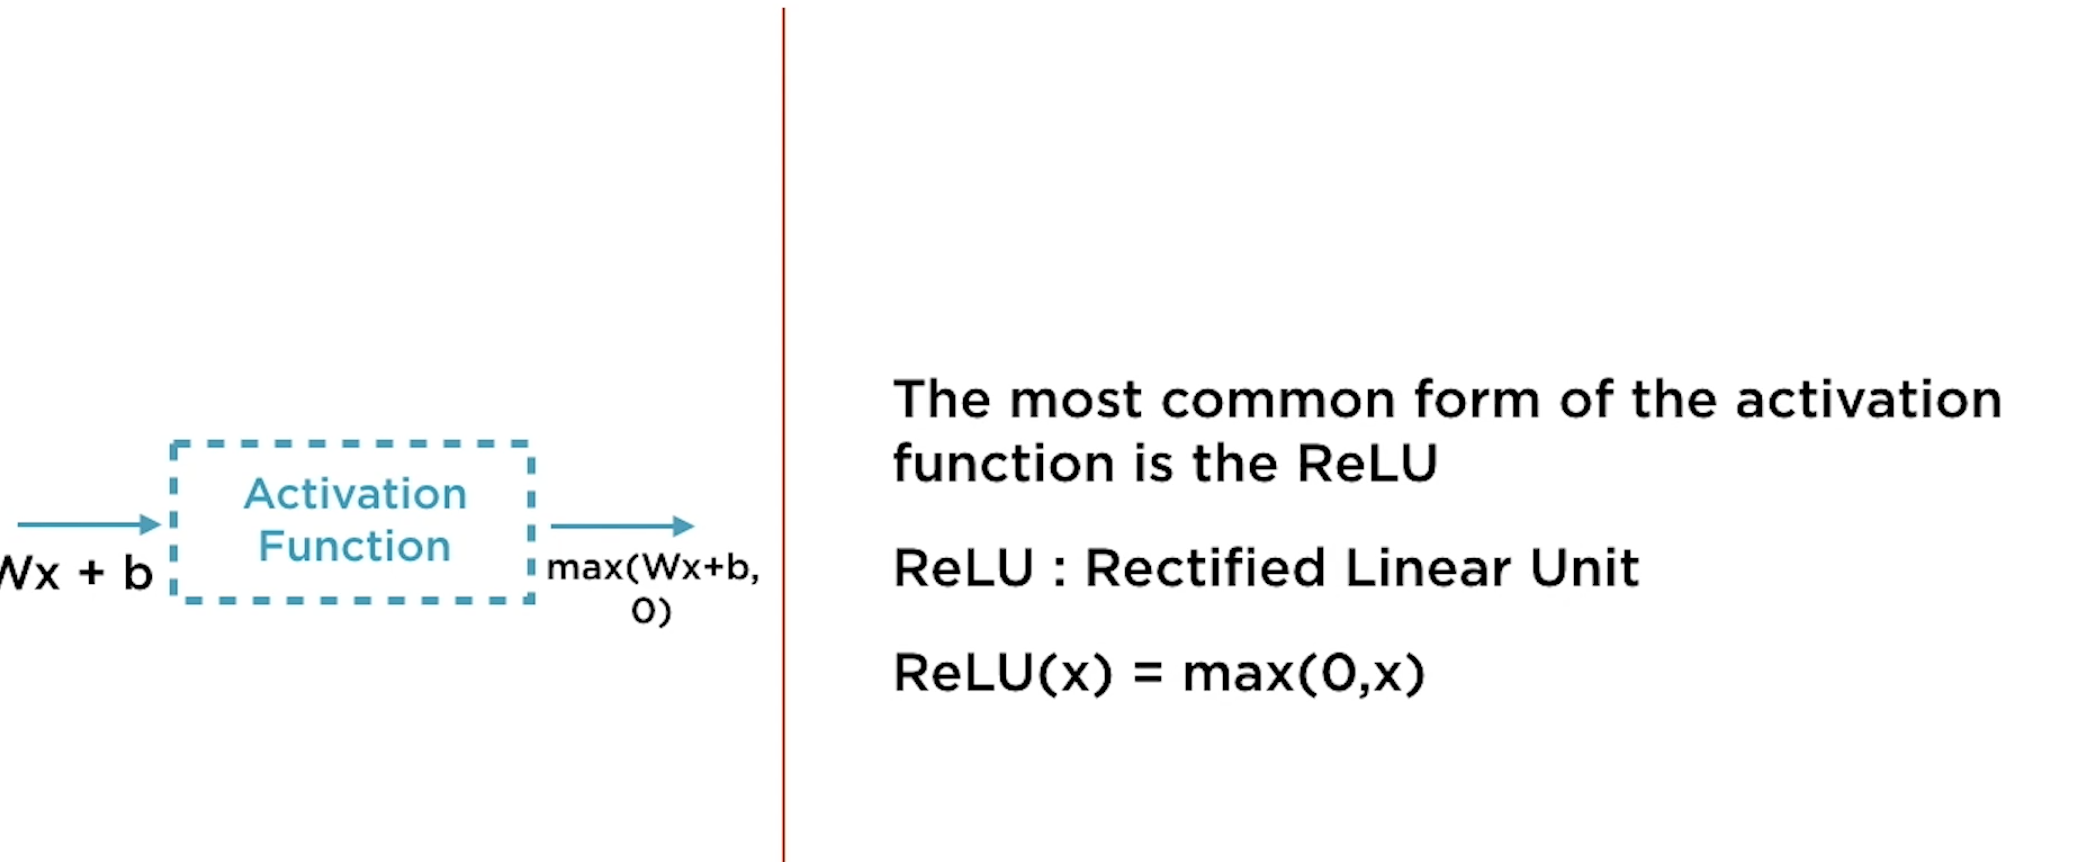 Activation
Function
Wx + b
max(Wx+b,
0)
The most common form of the activation
function is the ReLU
ReLU : Rectified Linear Unit
ReLU(x) = max(0,x)